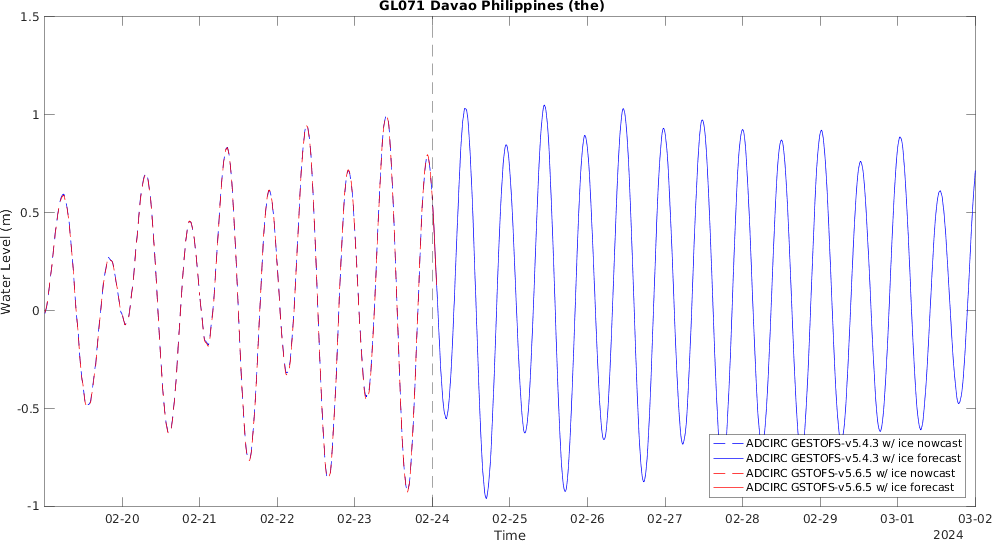 GL071 Davao Philippines (the)
1.5
1
0.5
0
-0.5
-1
Water Level (m)
02-20 02-21 02-22 02-23 02-24 02-25 02-26 02-27 02-28 02-29 03-01 03-02
Time
2024
ADCIRC GESTOFS-v5.4.3 w/ ice nowcast
ADCIRC GESTOFS-v5.4.3 w/ ice forecast
ADCIRC GSTOFS-v5.6.5 w/ ice nowcast
ADCIRC GSTOFS-v5.6.5 w/ ice forecast